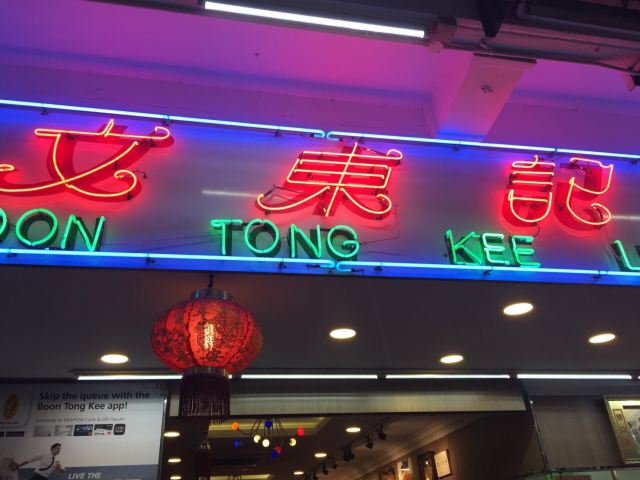 文東記
OON TONG KEE L
Skip the queue with the
Boon Tong Kee app!
LIVE THE